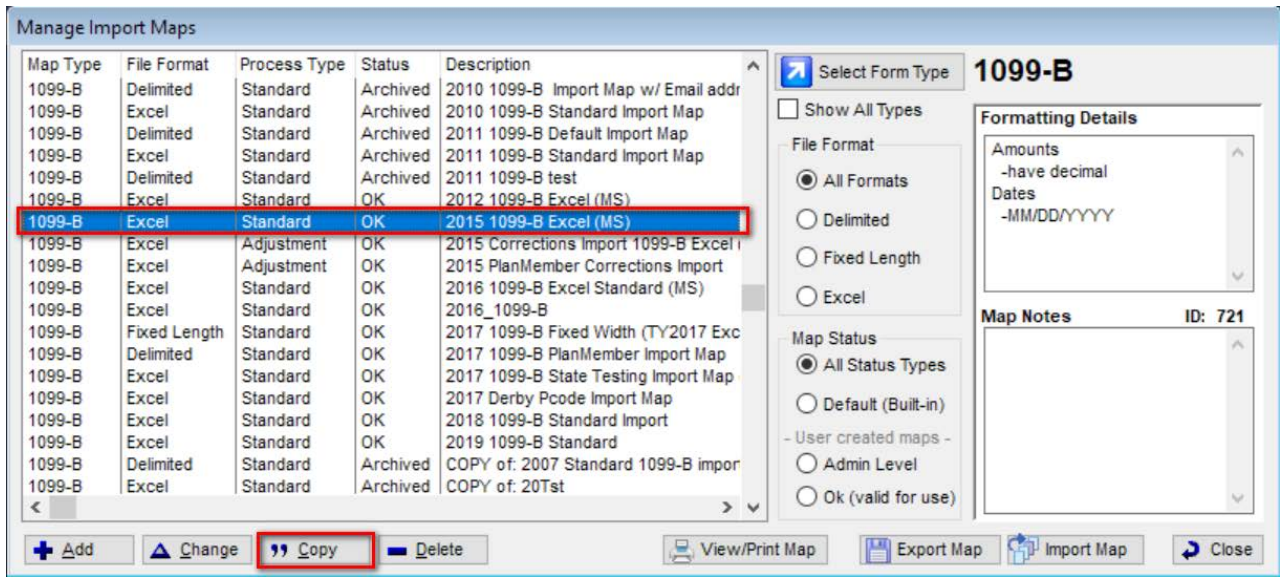 Manage Import Maps
Map Type File Format Process Type Status Description
1099-B Delimited Standard Archived 2010 1099-B Import Map w/ Email addr
1099-B Excel Standard Archived 2010 1099-B Standard Import Map
1099-B Delimited Standard Archived 2011 1099-B Default Import Map
1099-B Excel Standard Archived 2011 1099-B Standard Import Map
1099-B Delimited Standard Archived 2011 1099-B test
1099-B Excel Standard OK 2012 1099-B Excel (MS)
1099-B Excel Standard OK 2015 1099-B Excel (MS)
1099-B Excel Adjustment OK 2015 Corrections Import 1099-B Excel
1099-B Excel Adjustment OK 2015 PlanMember Corrections Import
1099-B Excel Standard OK 2016 1099-B Excel Standard (MS)
1099-B Excel Standard OK 2016_1099-B
1099-B Fixed Length Standard OK 2017 1099-B Fixed Width (TY2017 Exc
1099-B Delimited Standard OK 2017 1099-B PlanMember Import Map
1099-B Excel Standard OK 2017 1099-B State Testing Import Map
1099-B Excel Standard OK 2017 Derby Pcode Import Map
1099-B Excel Standard OK 2018 1099-B Standard Import
1099-B Excel Standard OK 2019 1099-B Standard
1099-B Delimited Standard Archived COPY of: 2007 Standard 1099-B impor
1099-B Excel Standard Archived COPY of: 20Tst
Select Form Type
Show All Types
File Format
All Formats
Delimited
Fixed Length
Excel
Map Status
All Status Types
Default (Built-in)
- User created maps -
Admin Level
Ok (valid for use)
1099-B
Formatting Details
Amounts
-have decimal
Dates
-MM/DD/YYYY
Map Notes ID: 721
Add Change Copy Delete View/Print Map Export Map Import Map Close